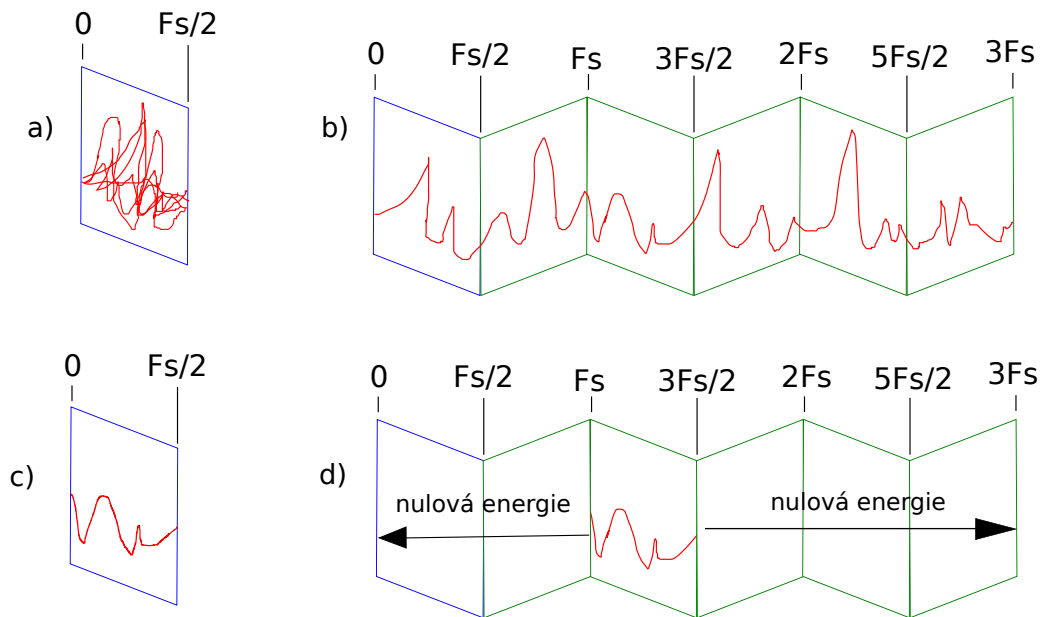 0 Fs/2
a)
0 Fs/2 Fs 3Fs/2 2Fs 5Fs/2 3Fs
b)
0 Fs/2
c)
0 Fs/2 Fs 3Fs/2 2Fs 5Fs/2 3Fs
d)
nulová energie
nulová energie